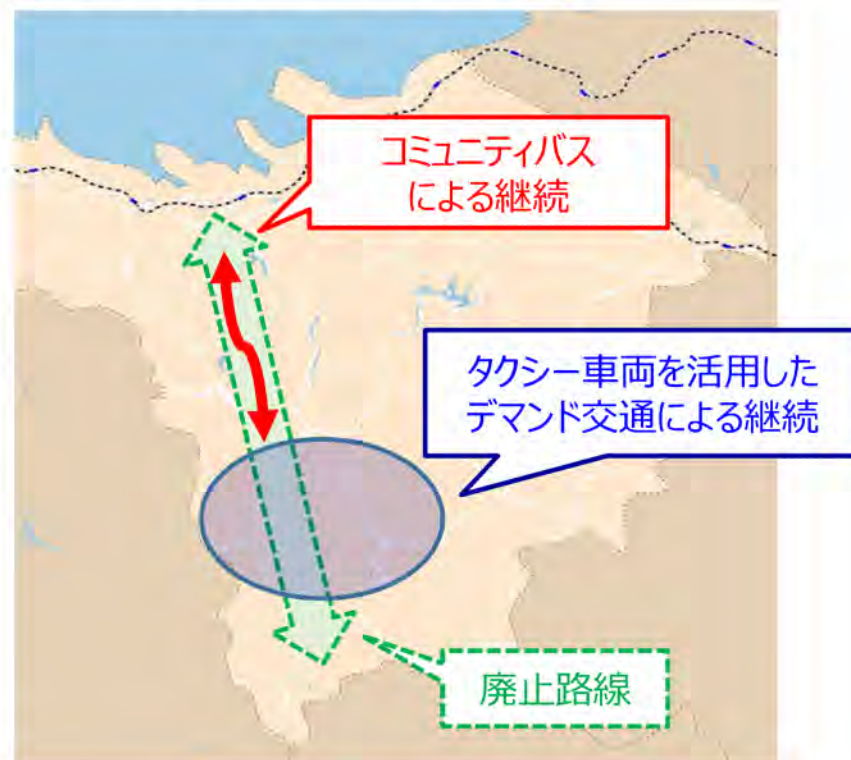 コミュニティバス
による継続
タクシー車両を活用した
デマンド交通による継続
廃止路線